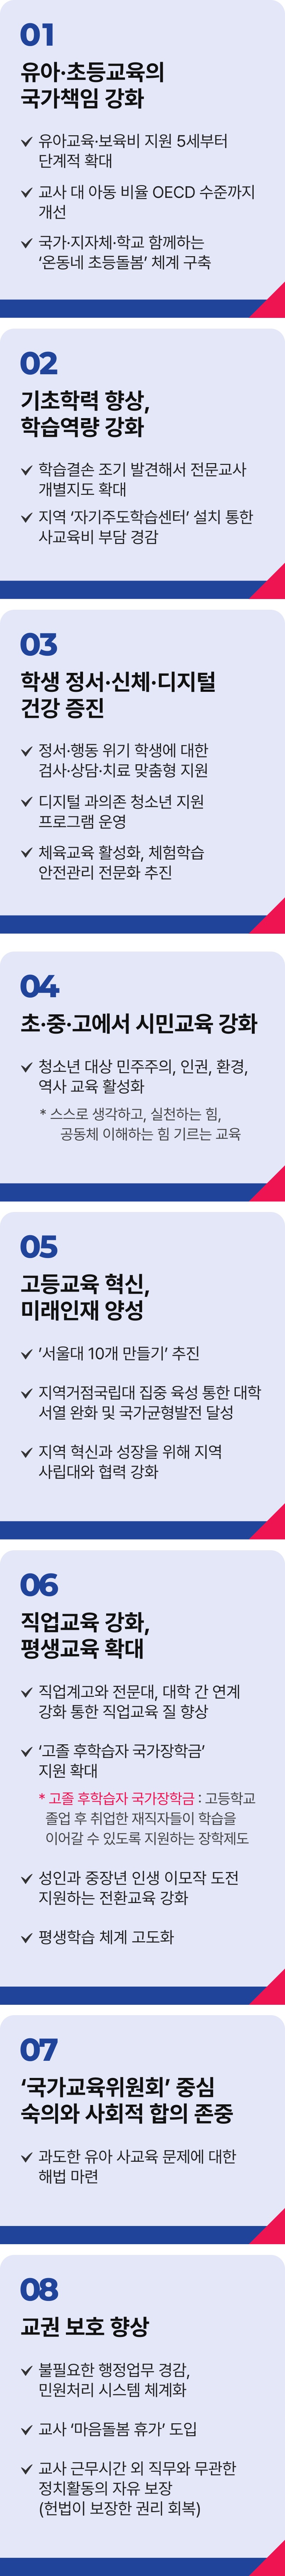 01
유아·초등교육의
국가책임 강화
✓ 유아교육·보육비 지원 5세부터
단계적 확대
✓ 교사 대 아동 비율 OECD 수준까지
개선
✓ 국가·지자체·학교 함께하는
‘온동네 초등돌봄’ 체계 구축
02
기초학력 향상,
학습역량 강화
✓ 학습결손 조기 발견해서 전문교사
개별지도 확대
✓ 지역 ‘자기주도학습센터’ 설치 통한
사교육비 부담 경감
03
학생 정서·신체·디지털
건강 증진
✓ 정서·행동 위기 학생에 대한
검사·상담·치료 맞춤형 지원
✓ 디지털 과의존 청소년 지원
프로그램 운영
✓ 체육교육 활성화, 체험학습
안전관리 전문화 추진
04
초·중·고에서 시민교육 강화
✓ 청소년 대상 민주주의, 인권, 환경,
역사 교육 활성화
* 스스로 생각하고, 실천하는 힘,
공동체 이해하는 힘 기르는 교육
05
고등교육 혁신,
미래인재 양성
✓ ‘서울대 10개 만들기’ 추진
✓ 지역거점국립대 집중 육성 통한 대학
서열 완화 및 국가균형발전 달성
✓ 지역 혁신과 성장을 위해 지역
사립대와 협력 강화
06
직업교육 강화,
평생교육 확대
✓ 직업계고와 전문대, 대학 간 연계
강화 통한 직업교육 질 향상
✓ ‘고졸 후학습자 국가장학금’
지원 확대
* 고졸 후학습자 국가장학금 : 고등학교
졸업 후 취업한 재직자들이 학습을
이어갈 수 있도록 지원하는 장학제도
✓ 성인과 중장년 인생 이모작 도전
지원하는 전환교육 강화
✓ 평생학습 체계 고도화
07
‘국가교육위원회’ 중심
숙의와 사회적 합의 존중
✓ 과도한 유아 사교육 문제에 대한
해법 마련
08
교권 보호 향상
✓ 불필요한 행정업무 경감,
민원처리 시스템 체계화
✓ 교사 ‘마음돌봄 휴가’ 도입
✓ 교사 근무시간 외 직무와 무관한
정치활동의 자유 보장
(헌법이 보장한 권리 회복)